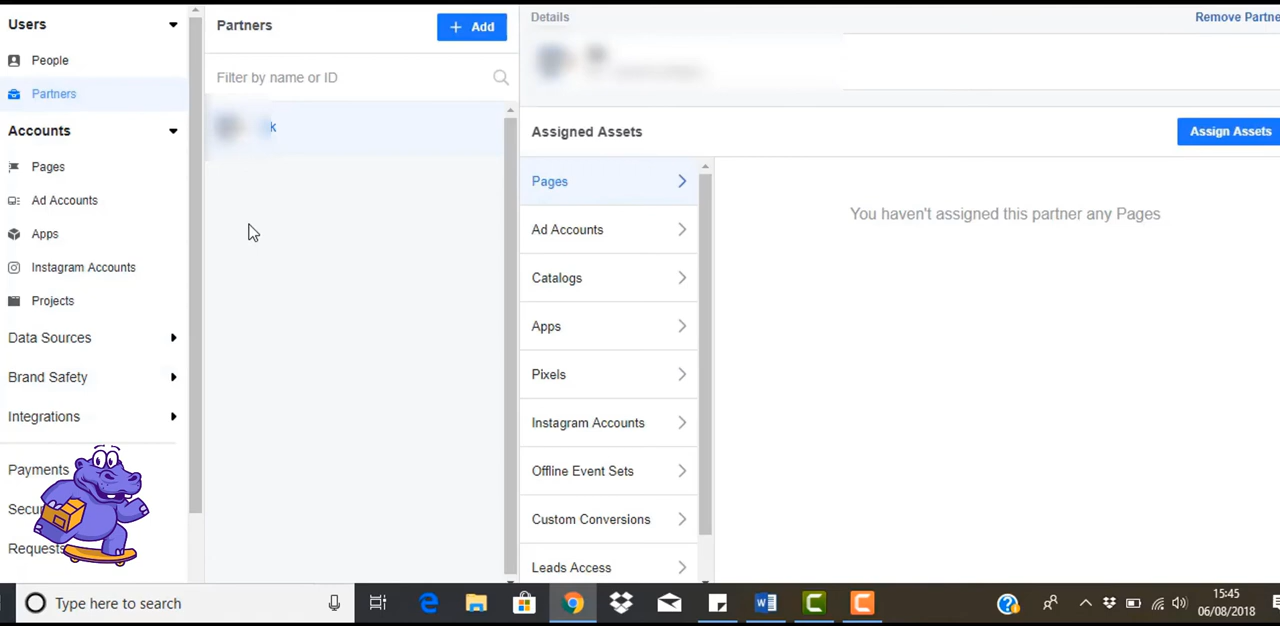 Users
People
Partners
Accounts
Pages
Ad Accounts
Apps
Instagram Accounts
Projects
Data Sources
Brand Safety
Integrations
Payments
Requests
Partners
+ Add
Filter by name or ID
k
Details
Remove Partne
Assigned Assets
Assign Assets
Pages
Ad Accounts
Catalogs
Apps
Pixels
Instagram Accounts
Offline Event Sets
Custom Conversions
Leads Access
You haven't assigned this partner any Pages
Type here to search
15:45
06/08/2018